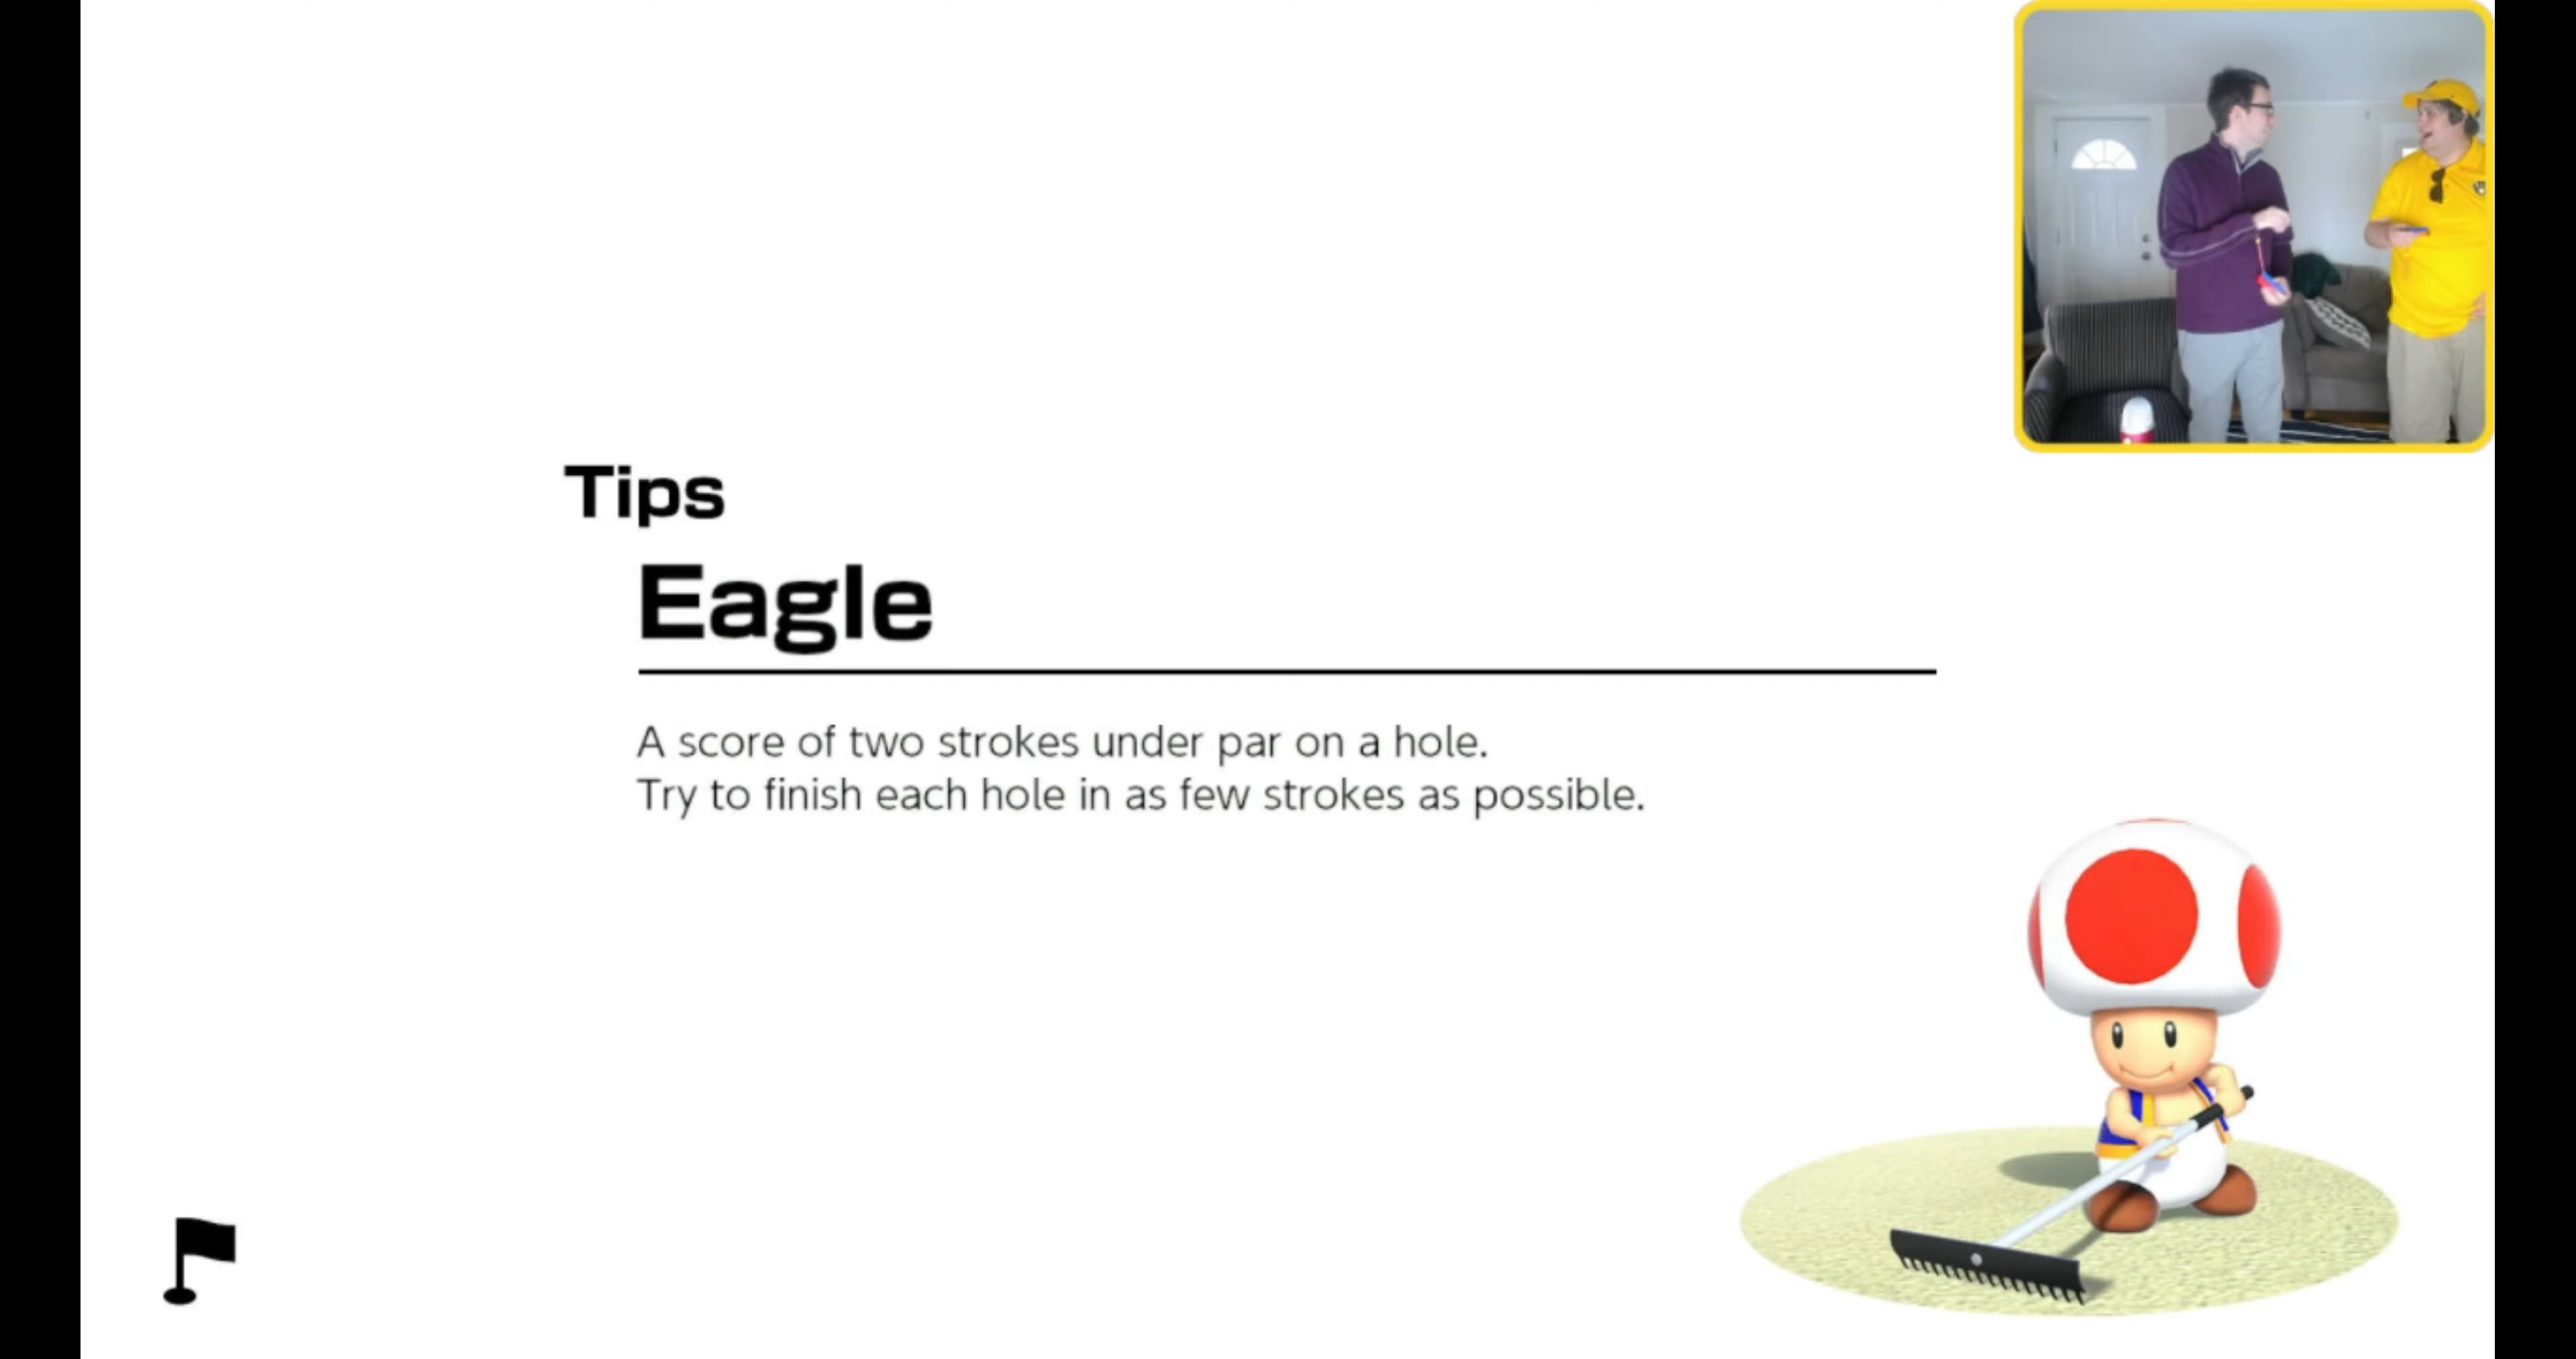 Tips
Eagle
A score of two strokes under par on a hole.
Try to finish each hole in as few strokes as possible.